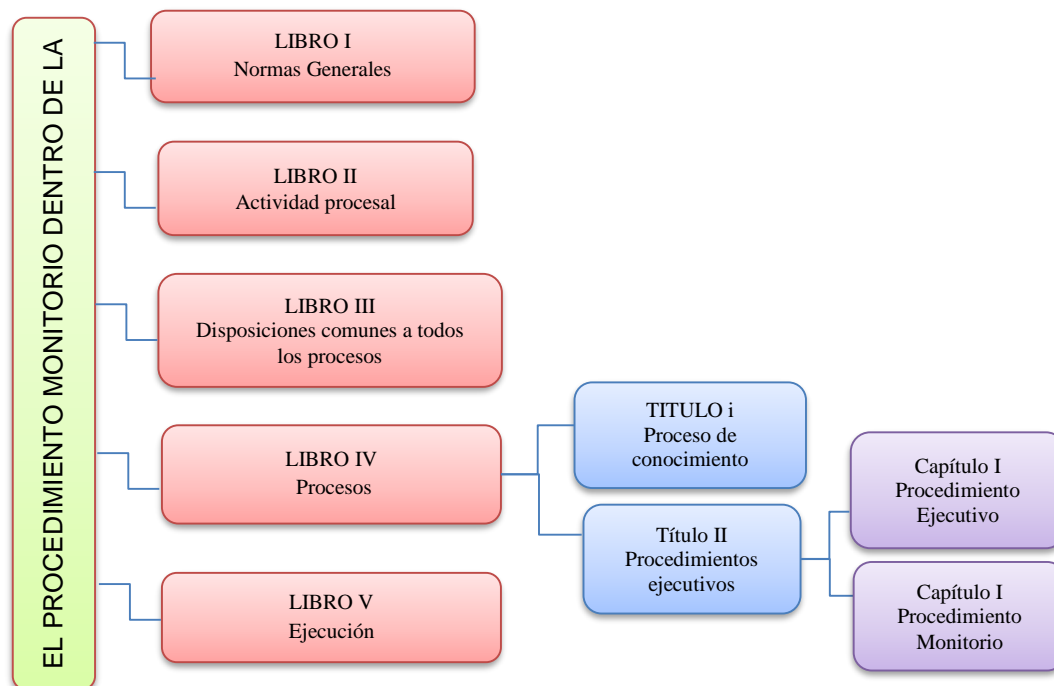 EL PROCEDIMIENTO MONITORIO DENTRO DE LA
LIBRO I
Normas Generales
LIBRO II
Actividad procesal
LIBRO III
Disposiciones comunes a todos
los procesos
LIBRO IV
Procesos
LIBRO V
Ejecución
TITULO i
Proceso de
conocimiento
Título II
Procedimientos
ejecutivos
Capítulo I
Procedimiento
Ejecutivo
Capítulo I
Procedimiento
Monitorio